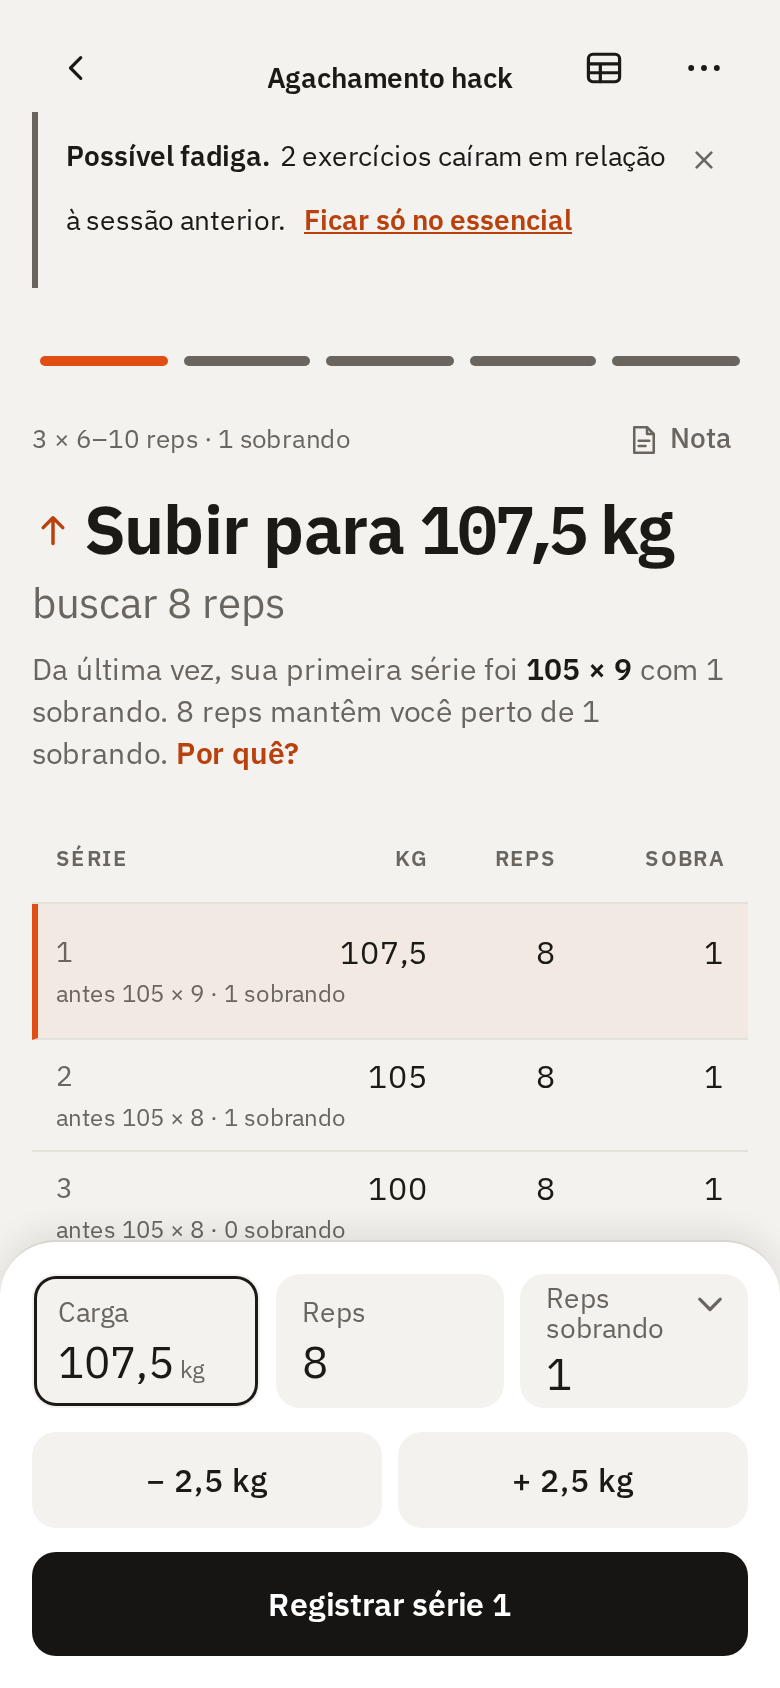 Agachamento hack
Possível fadiga. 2 exercícios caíram em relação
à sessão anterior. Ficar só no essencial
3 × 6–10 reps · 1 sobrando
Nota
↑ Subir para 107,5 kg
buscar 8 reps
Da última vez, sua primeira série foi 105 × 9 com 1
sobrando. 8 reps mantêm você perto de 1
sobrando. Por quê?
SÉRIE KG REPS SOBRA
1 107,5 8 1
antes 105 × 9 · 1 sobrando
2 105 8 1
antes 105 × 8 · 1 sobrando
3 100 8 1
antes 105 × 8 · 0 sobrando
Carga
107,5 kg
Reps
8
Reps
sobrando
1
− 2,5 kg
+ 2,5 kg
Registrar série 1